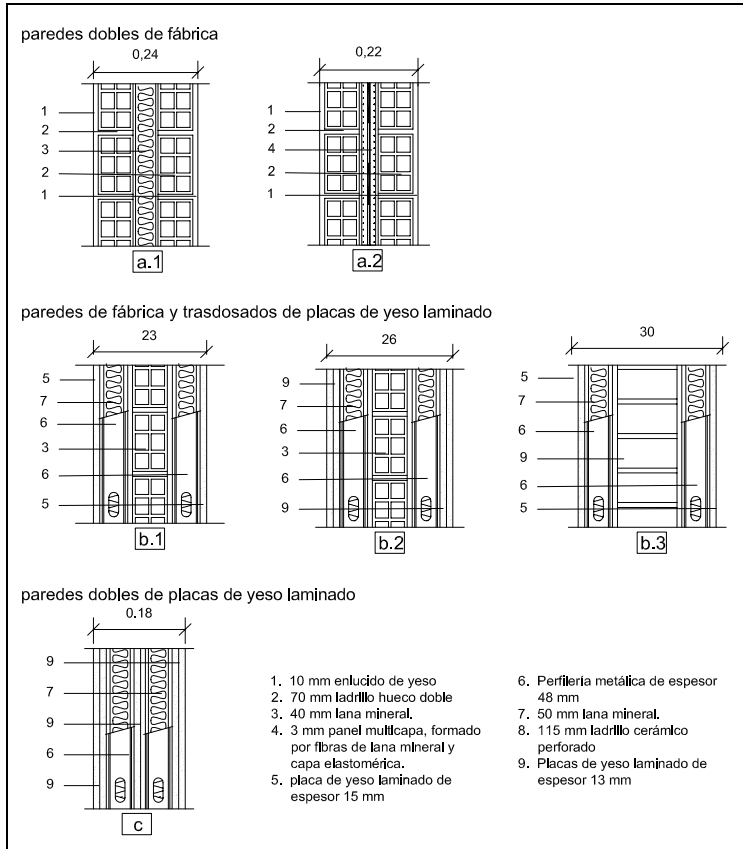 paredes dobles de fábrica
0,24
0,22
1
2
3
2
1
1
2
4
2
1
a.1
a.2
paredes de fábrica y trasdosados de placas de yeso laminado
23
26
30
5
7
6
3
6
5
9
7
6
3
6
9
5
7
6
9
6
5
b.1
b.2
b.3
paredes dobles de placas de yeso laminado
0.18
9
7
9
6
9
c
1. 10 mm enlucido de yeso
2. 70 mm ladrillo hueco doble
3. 40 mm lana mineral.
4. 3 mm panel multicapa, formado
por fibras de lana mineral y
capa elastomérica.
5. placa de yeso laminado de
espesor 15 mm
6. Perfilería metálica de espesor
48 mm
7. 50 mm lana mineral.
8. 115 mm ladrillo cerámico
perforado
9. Placas de yeso laminado de
espesor 13 mm